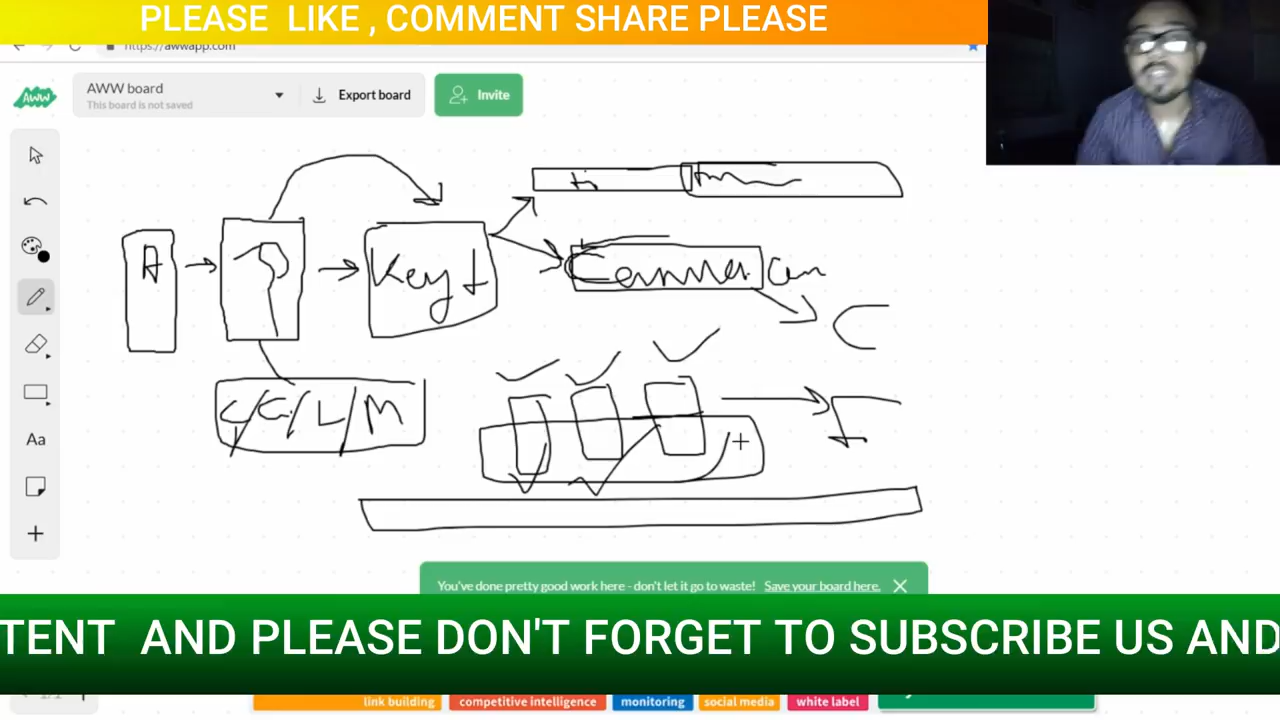 PLEASE LIKE , COMMENT SHARE PLEASE
https://awwapp.com
AWW
AWW board
This board is not saved
Export board
Invite
A
Key
C/C/L/M
C
Aa
You've done pretty good work here - don't let it go to waste! Save your board here.
TENT AND PLEASE DON'T FORGET TO SUBSCRIBE US AND
link building
competitive intelligence
monitoring
social media
white label